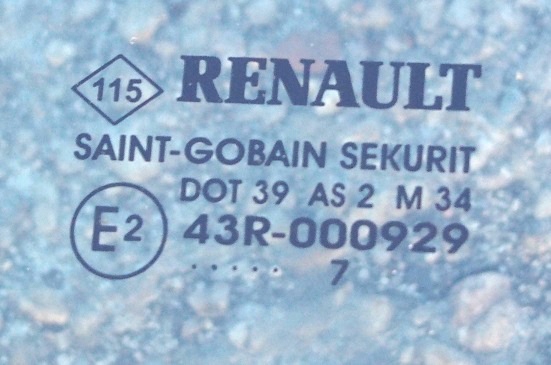 115 RENAULT
SAINT-GOBAIN SEKURIT
DOT 39 AS 2 M 34
E2 43R-000929
..... 7